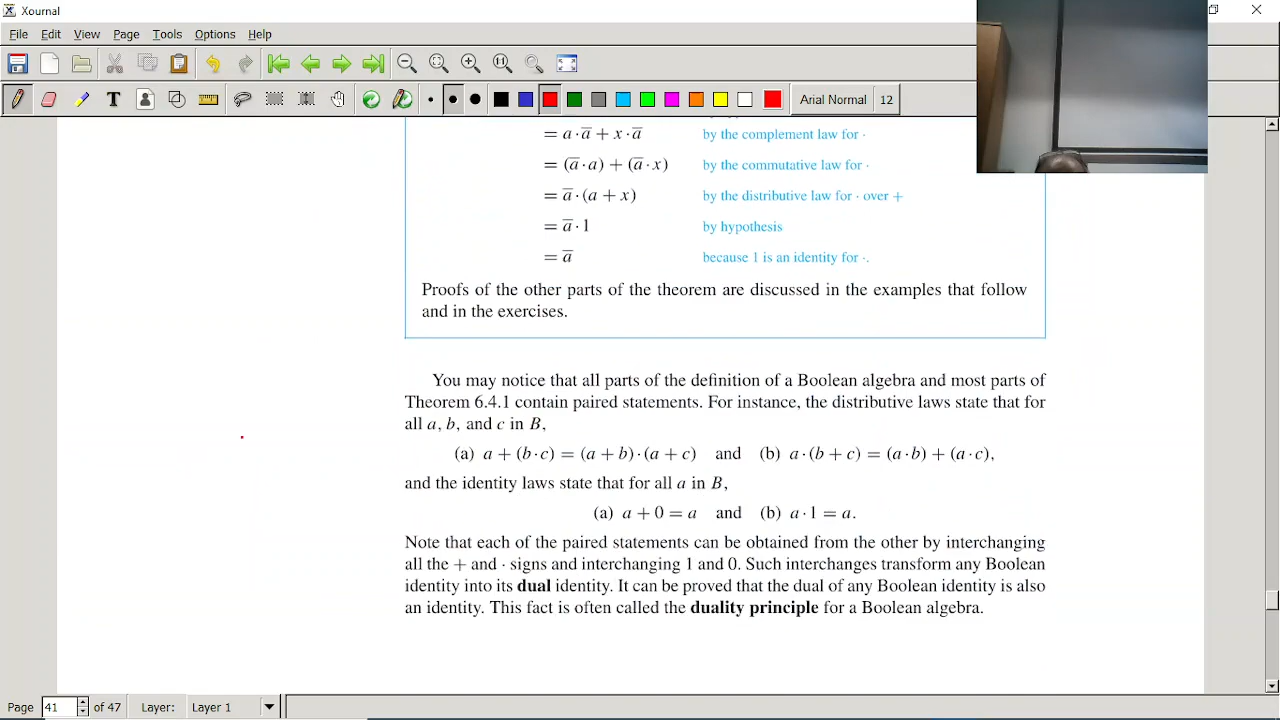 Xournal
File Edit View Page Tools Options Help
Arial Normal 12
= a · a̅ + x · a̅ by the complement law for ·
= (a̅ · a) + (a̅ · x) by the commutative law for ·
= a̅ · (a + x) by the distributive law for · over +
= a̅ · 1 by hypothesis
= a̅ because 1 is an identity for ·.
Proofs of the other parts of the theorem are discussed in the examples that follow
and in the exercises.
You may notice that all parts of the definition of a Boolean algebra and most parts of
Theorem 6.4.1 contain paired statements. For instance, the distributive laws state that for
all a, b, and c in B,
(a) a + (b · c) = (a + b) · (a + c) and (b) a · (b + c) = (a · b) + (a · c),
and the identity laws state that for all a in B,
(a) a + 0 = a and (b) a · 1 = a.
Note that each of the paired statements can be obtained from the other by interchanging
all the + and · signs and interchanging 1 and 0. Such interchanges transform any Boolean
identity into its dual identity. It can be proved that the dual of any Boolean identity is also
an identity. This fact is often called the duality principle for a Boolean algebra.
Page 41 of 47 Layer: Layer 1